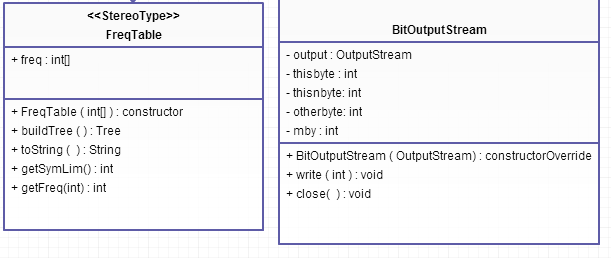 <<StereoType>>
FreqTable
+ freq : int[]
+ FreqTable ( int[] ) : constructor
+ buildTree ( ) : Tree
+ toString ( ) : String
+ getSymLim() : int
+ getFreq(int) : int
BitOutputStream
- output : OutputStream
- thisbyte : int
- thisnbyte: int
- otherbyte: int
- mby : int
+ BitOutputStream ( OutputStream) : constructorOverride
+ write ( int ) : void
+ close( ) : void